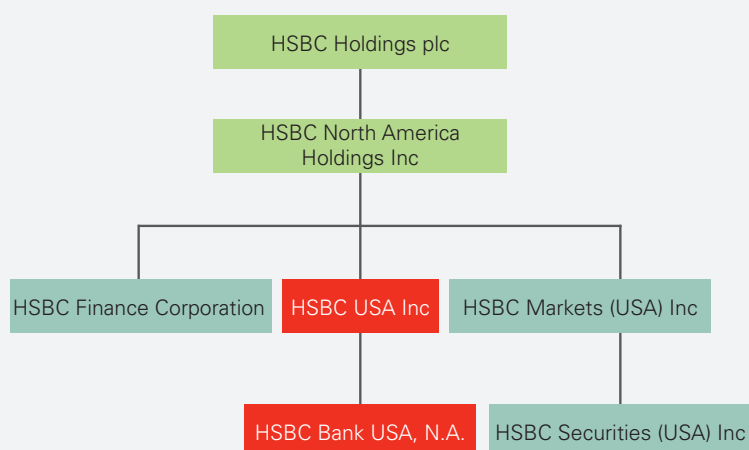 HSBC Holdings plc
HSBC North America
Holdings Inc
HSBC Finance Corporation
HSBC USA Inc
HSBC Markets (USA) Inc
HSBC Bank USA, N.A.
HSBC Securities (USA) Inc